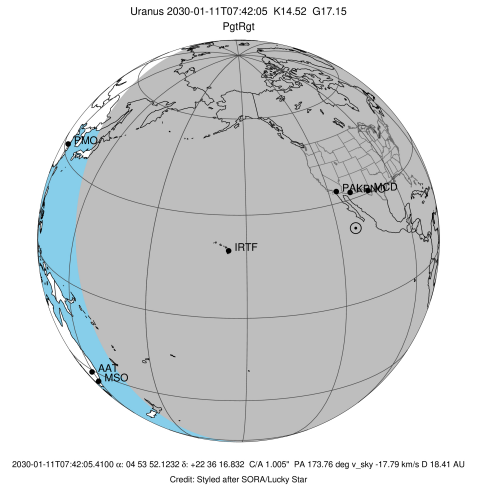 Uranus 2030-01-11T07:42:05 K14.52 G17.15
PgtRgt
PMO
MCD
IRTF
AAT
MSO
2030-01-11T07:42:05.4100 α: 04 53 52.1232 δ: +22 36 16.832 C/A 1.005" PA 173.76 deg v_sky -17.79 km/s D 18.41 AU
Credit: Styled after SORA/Lucky Star